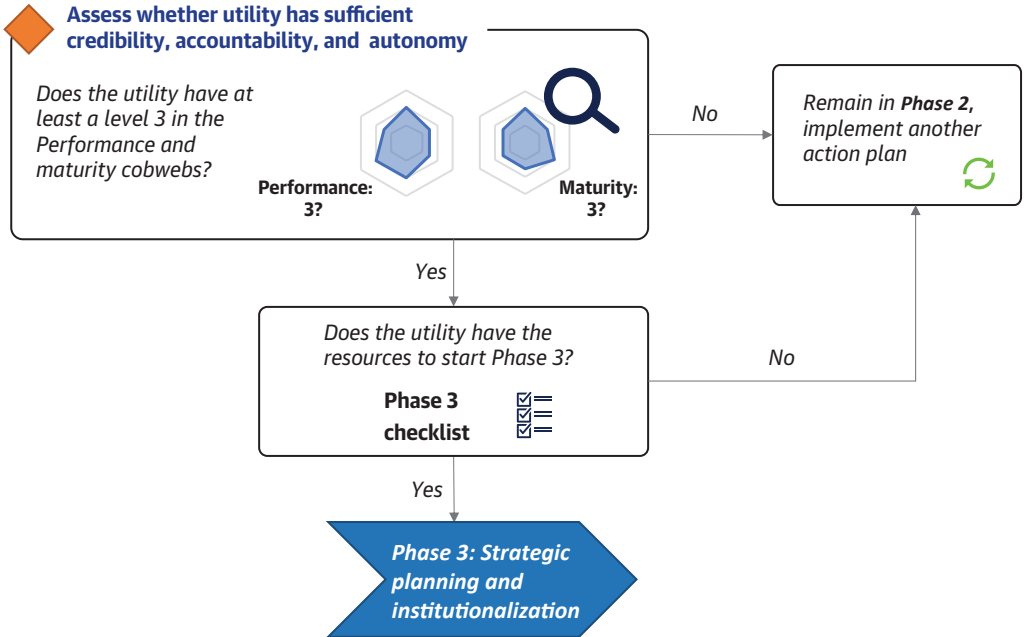 Assess whether utility has sufficient
credibility, accountability, and autonomy
Does the utility have at
least a level 3 in the
Performance and
maturity cobwebs?
Performance:
3?
Maturity:
3?
No
Remain in Phase 2,
implement another
action plan
Yes
Does the utility have the
resources to start Phase 3?
Phase 3
checklist
No
Yes
Phase 3: Strategic
planning and
institutionalization